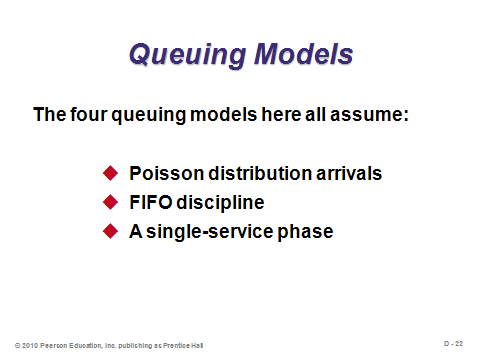 Queuing Models
The four queuing models here all assume:
Poisson distribution arrivals
FIFO discipline
A single-service phase
© 2010 Pearson Education, Inc. publishing as Prentice Hall
D - 22